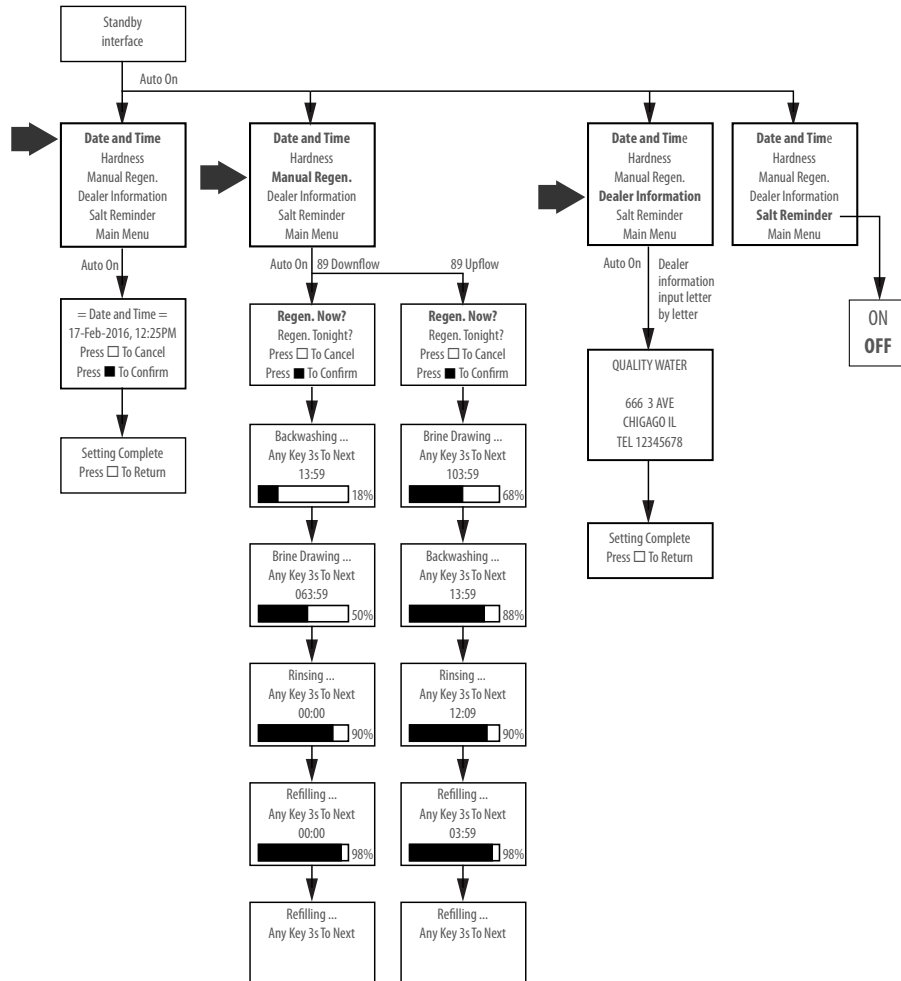 Standby
interface
Auto On
Date and Time
Hardness
Manual Regen.
Dealer Information
Salt Reminder
Main Menu
Auto On
= Date and Time =
17-Feb-2016, 12:25PM
Press □ To Cancel
Press ■ To Confirm
Setting Complete
Press □ To Return
Date and Time
Hardness
Manual Regen.
Dealer Information
Salt Reminder
Main Menu
Auto On
89 Downflow
89 Upflow
Regen. Now?
Regen. Tonight?
Press □ To Cancel
Press ■ To Confirm
Backwashing ...
Any Key 3s To Next
13:59
18%
Brine Drawing ...
Any Key 3s To Next
063:59
50%
Rinsing ...
Any Key 3s To Next
00:00
90%
Refilling ...
Any Key 3s To Next
00:00
98%
Refilling ...
Any Key 3s To Next
Regen. Now?
Regen. Tonight?
Press □ To Cancel
Press ■ To Confirm
Brine Drawing ...
Any Key 3s To Next
103:59
68%
Backwashing ...
Any Key 3s To Next
13:59
88%
Rinsing ...
Any Key 3s To Next
12:09
90%
Refilling ...
Any Key 3s To Next
03:59
98%
Refilling ...
Any Key 3s To Next
Date and Time
Hardness
Manual Regen.
Dealer Information
Salt Reminder
Main Menu
Auto On
Dealer
information
input letter
by letter
QUALITY WATER
666 3 AVE
CHIGAGO IL
TEL 12345678
Setting Complete
Press □ To Return
Date and Time
Hardness
Manual Regen.
Dealer Information
Salt Reminder
Main Menu
ON
OFF